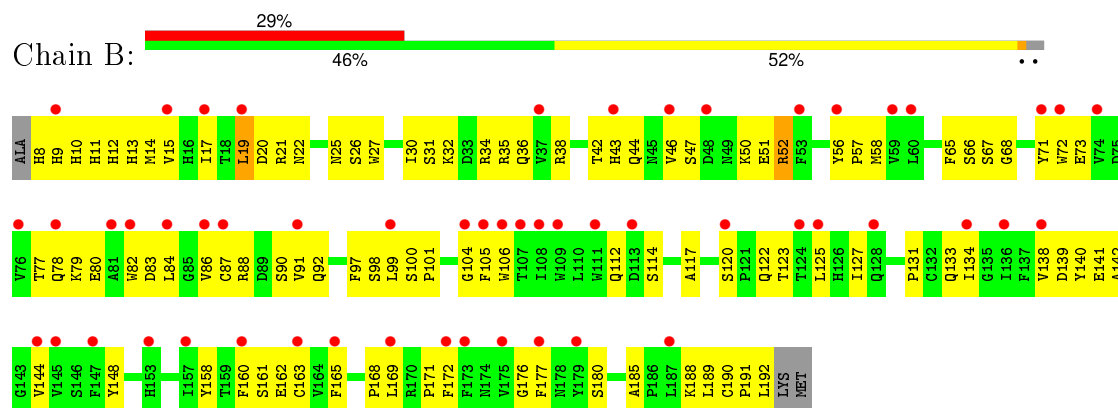 29%
Chain B:
46% 52% • •
ALA H8 H9 H10 H11 H12 H13 M14 V15 H16 I17 T18 L19 D20 R21 N22 N25 S26 W27 I30 S31 K32 D33 R34 R35 Q36 V37 R38 T42 H43 Q44 N45 V46 S47 D48 N49 K50 E51 R52 F53 Y56 P57 M58 V59 L60 F65 S66 S67 G68 Y71 W72 E73 V74 D75
V76 T77 Q78 K79 E80 A81 W82 D83 L84 G85 V86 C87 R88 D89 S90 V91 Q92 F97 S98 L99 S100 P101 G104 F105 W106 T107 I108 W109 L110 W111 Q112 D113 S114 A117 S120 P121 Q122 T123 T124 L125 H126 I127 Q128 P131 C132 Q133 I134 G135 I136 F137 V138 D139 Y140 E141 A142
G143 V144 V145 S146 F147 Y148 H153 I157 Y158 T159 F160 S161 E162 C163 V164 F165 P168 L169 R170 P171 F172 F173 N174 V175 G176 F177 N178 Y179 S180 A185 P186 L187 K188 L189 C190 P191 L192 LYS MET